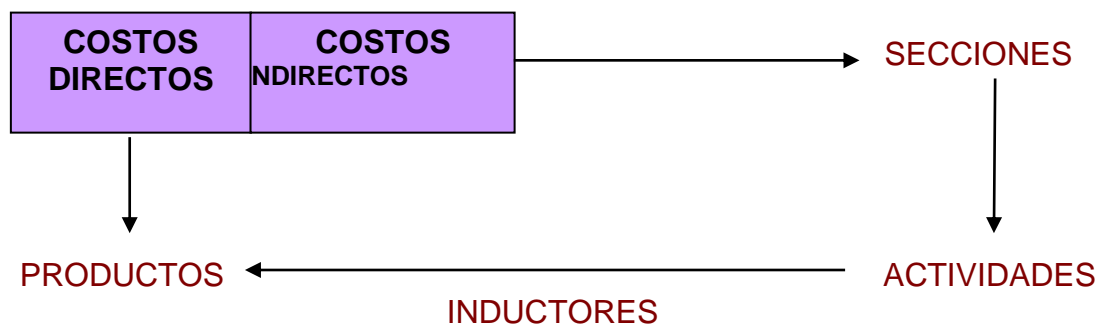 COSTOS
DIRECTOS
COSTOS
NDIRECTOS
SECCIONES
PRODUCTOS
ACTIVIDADES
INDUCTORES